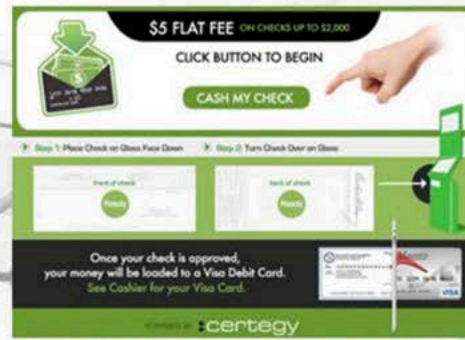 $5 FLAT FEE ON CHECKS UP TO $2,000
CLICK BUTTON TO BEGIN
CASH MY CHECK
Step 1: Place Check on Glass Face Down
Step 2: Turn Check Over on Glass
front of check
Ready
back of check
Ready
Once your check is approved,
your money will be loaded to a Visa Debit Card.
See Cashier for your Visa Card.
POWERED BY certegy
VISA